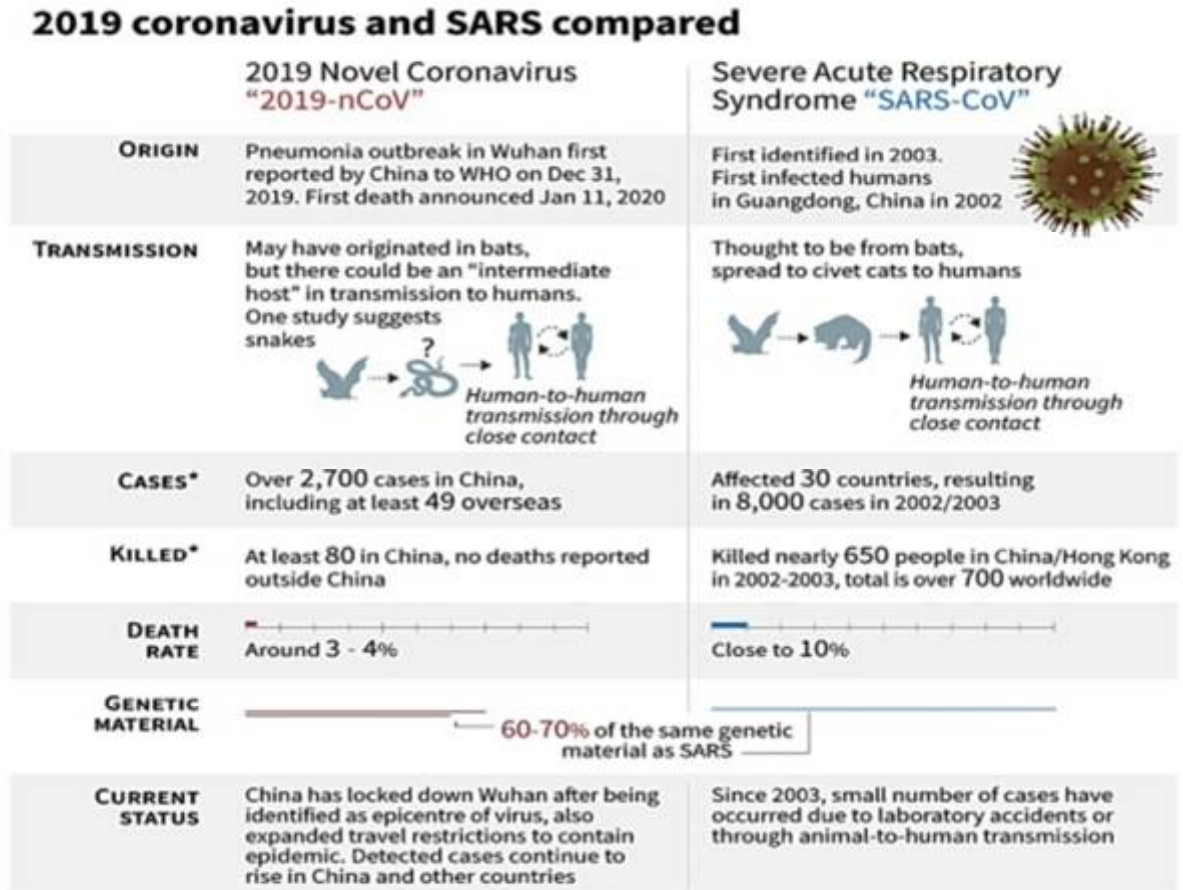 2019 coronavirus and SARS compared
2019 Novel Coronavirus
“2019-nCoV”
Severe Acute Respiratory
Syndrome “SARS-CoV”
ORIGIN
Pneumonia outbreak in Wuhan first
reported by China to WHO on Dec 31,
2019. First death announced Jan 11, 2020
First identified in 2003.
First infected humans
in Guangdong, China in 2002
TRANSMISSION
May have originated in bats,
but there could be an “intermediate
host” in transmission to humans.
One study suggests
snakes
?
Human-to-human
transmission through
close contact
Thought to be from bats,
spread to civet cats to humans
Human-to-human
transmission through
close contact
CASES*
Over 2,700 cases in China,
including at least 49 overseas
Affected 30 countries, resulting
in 8,000 cases in 2002/2003
KILLED*
At least 80 in China, no deaths reported
outside China
Killed nearly 650 people in China/Hong Kong
in 2002-2003, total is over 700 worldwide
DEATH
RATE
Around 3 - 4%
Close to 10%
GENETIC
MATERIAL
60-70% of the same genetic
material as SARS
CURRENT
STATUS
China has locked down Wuhan after being
identified as epicentre of virus, also
expanded travel restrictions to contain
epidemic. Detected cases continue to
rise in China and other countries
Since 2003, small number of cases have
occurred due to laboratory accidents or
through animal-to-human transmission